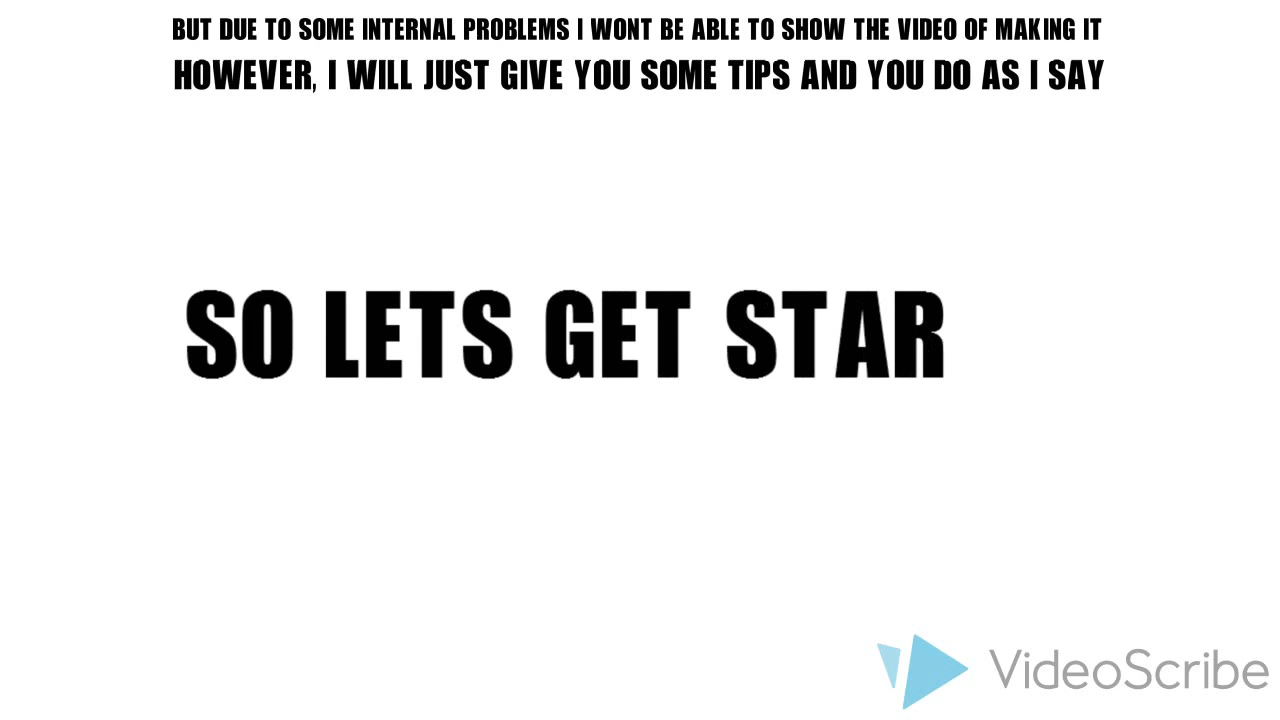 BUT DUE TO SOME INTERNAL PROBLEMS I WONT BE ABLE TO SHOW THE VIDEO OF MAKING IT
HOWEVER, I WILL JUST GIVE YOU SOME TIPS AND YOU DO AS I SAY
SO LETS GET STAR
VideoScribe